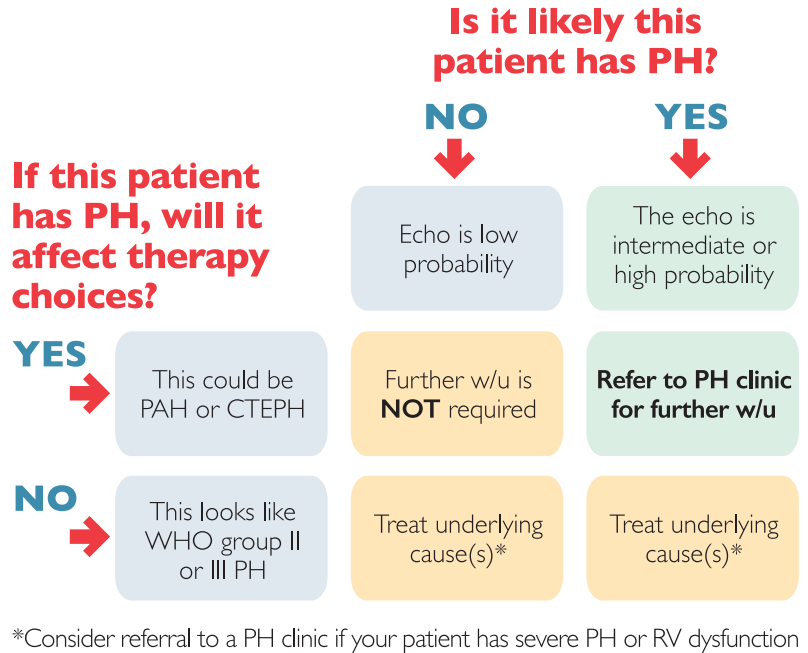 Is it likely this
patient has PH?
NO
YES
If this patient
has PH, will it
affect therapy
choices?
Echo is low
probability
The echo is
intermediate or
high probability
YES
This could be
PAH or CTEPH
Further w/u is
NOT required
Refer to PH clinic
for further w/u
NO
This looks like
WHO group II
or III PH
Treat underlying
cause(s)*
Treat underlying
cause(s)*
*Consider referral to a PH clinic if your patient has severe PH or RV dysfunction